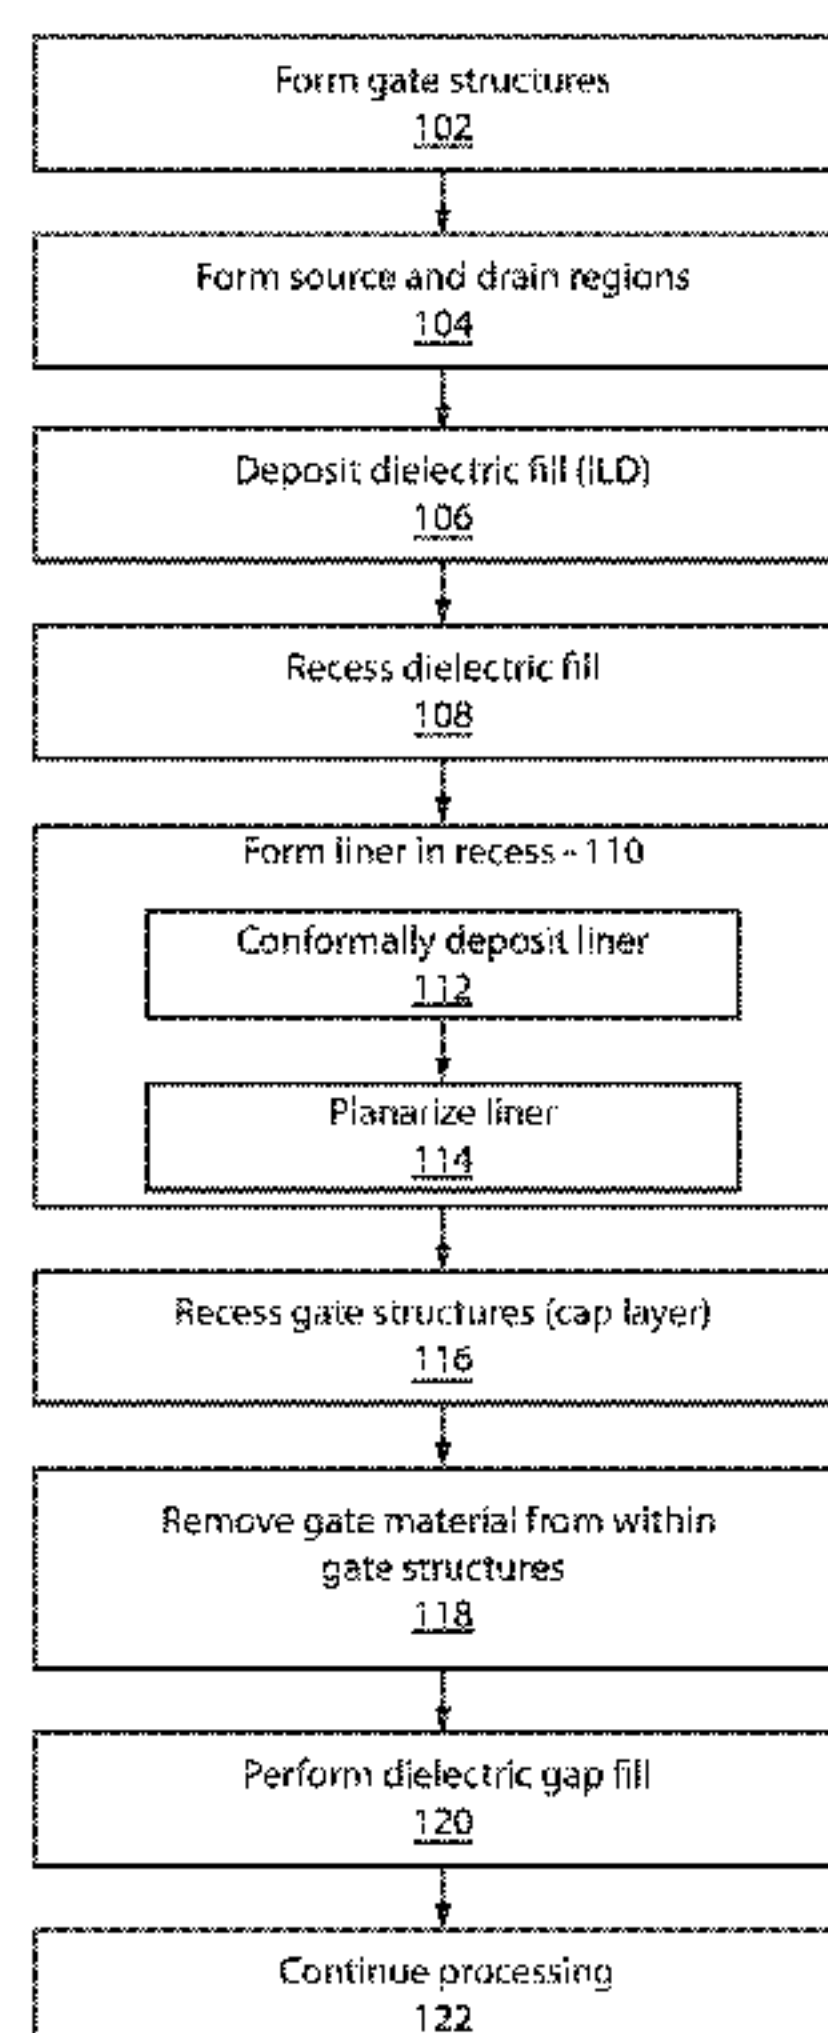 Form gate structures
102
Form source and drain regions
104
Deposit dielectric fill (ILD)
106
Recess dielectric fill
108
Form liner in recess - 110
Conformally deposit liner
112
Planarize liner
114
Recess gate structures (cap layer)
116
Remove gate material from within
gate structures
118
Perform dielectric gap fill
120
Continue processing
122